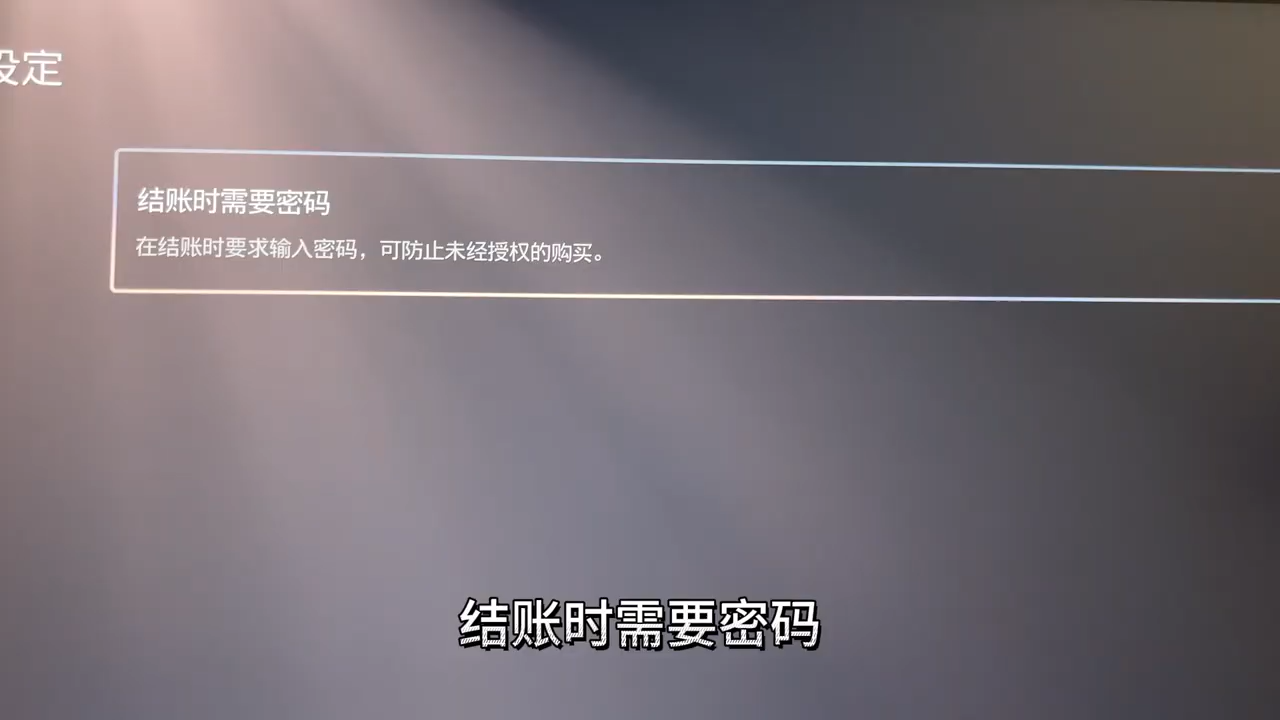 设定
结账时需要密码
在结账时要求输入密码，可防止未经授权的购买。
结账时需要密码